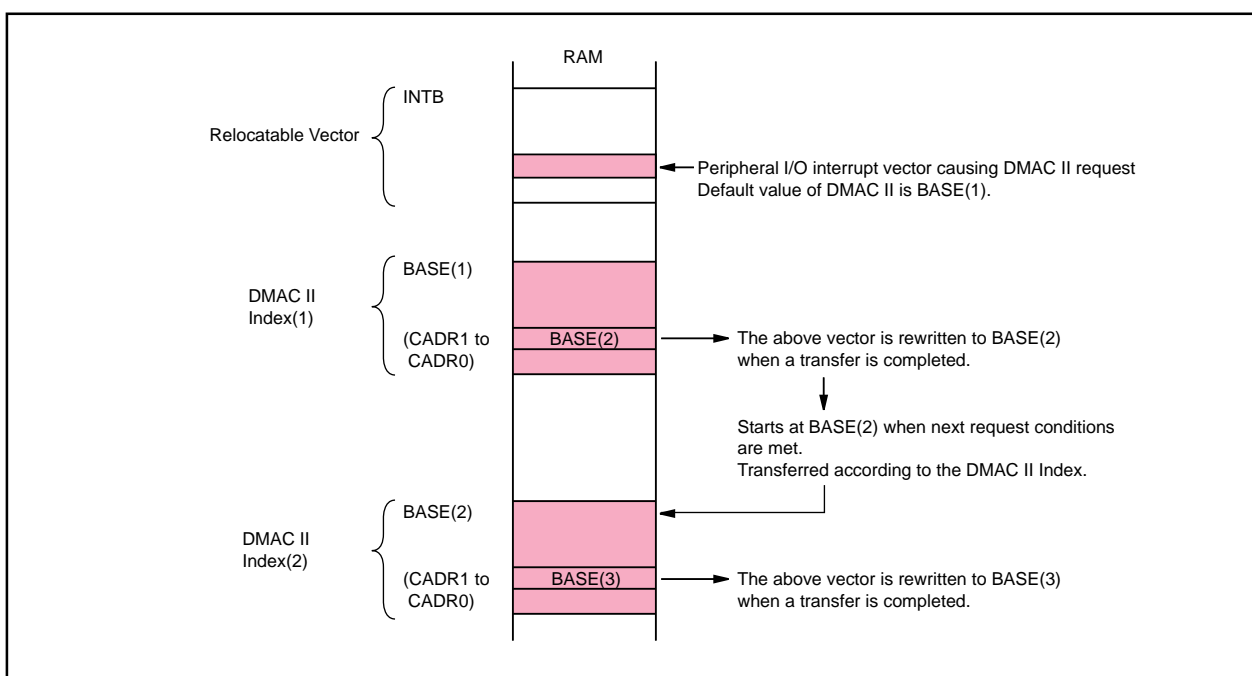 RAM
INTB
Relocatable Vector
Peripheral I/O interrupt vector causing DMAC II request
Default value of DMAC II is BASE(1).
BASE(1)
DMAC II
Index(1)
(CADR1 to
CADR0)
BASE(2)
The above vector is rewritten to BASE(2)
when a transfer is completed.
Starts at BASE(2) when next request conditions
are met.
Transferred according to the DMAC II Index.
BASE(2)
DMAC II
Index(2)
(CADR1 to
CADR0)
BASE(3)
The above vector is rewritten to BASE(3)
when a transfer is completed.